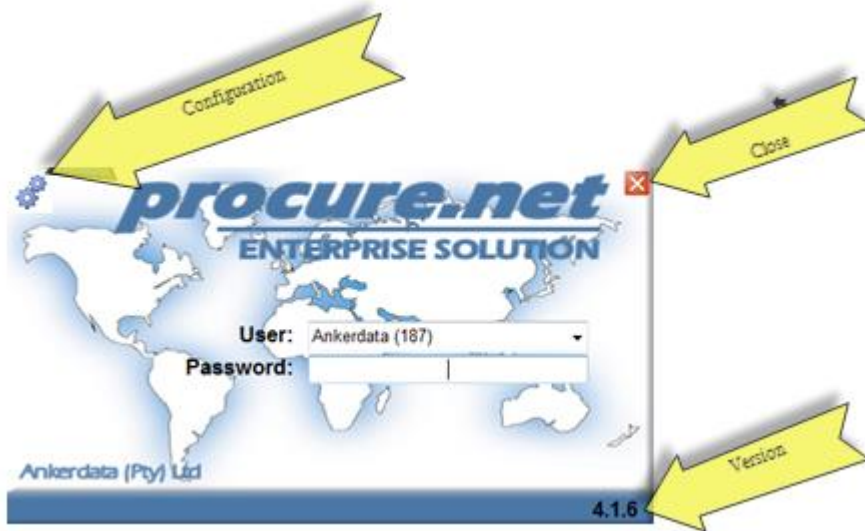 Configuration
Close
procure.net
ENTERPRISE SOLUTION
User: Ankerdata (187)
Password:
Ankerdata (Pty) Ltd
Version
4.1.6